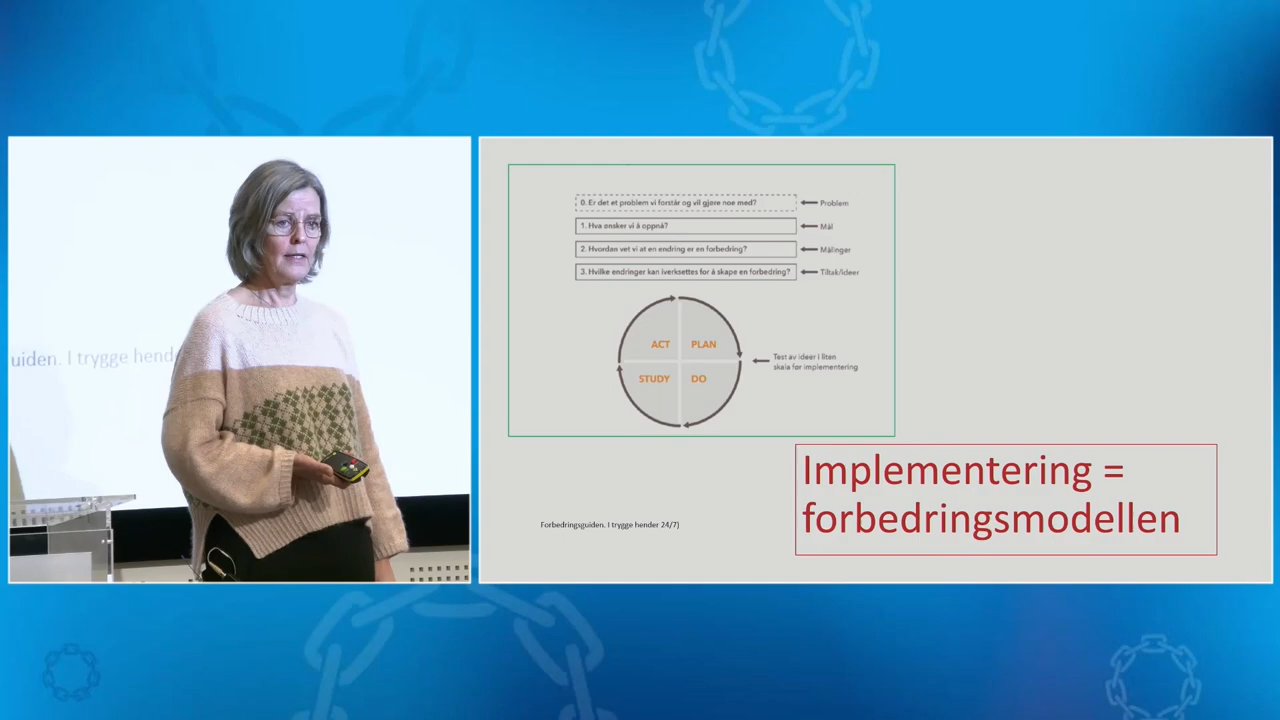 uiden. I trygge hende
0. Er det et problem vi forstår og vil gjøre noe med?
Problem
1. Hva ønsker vi å oppnå?
Mål
2. Hvordan vet vi at en endring er en forbedring?
Målinger
3. Hvilke endringer kan iverksettes for å skape en forbedring?
Tiltak/ideer
ACT
PLAN
STUDY
DO
Test av ideer i liten
skala før implementering
Implementering =
forbedringsmodellen
Forbedringsguiden. I trygge hender 24/7)